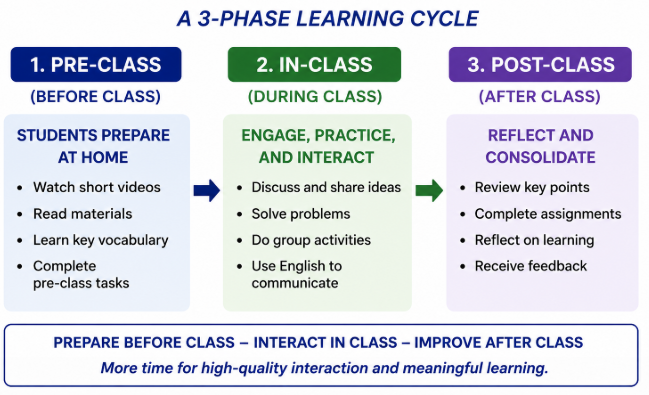 A 3-PHASE LEARNING CYCLE
1. PRE-CLASS
(BEFORE CLASS)
STUDENTS PREPARE
AT HOME
• Watch short videos
• Read materials
• Learn key vocabulary
• Complete
pre-class tasks
2. IN-CLASS
(DURING CLASS)
ENGAGE, PRACTICE,
AND INTERACT
• Discuss and share ideas
• Solve problems
• Do group activities
• Use English to
communicate
3. POST-CLASS
(AFTER CLASS)
REFLECT AND
CONSOLIDATE
• Review key points
• Complete assignments
• Reflect on learning
• Receive feedback
PREPARE BEFORE CLASS – INTERACT IN CLASS – IMPROVE AFTER CLASS
More time for high-quality interaction and meaningful learning.